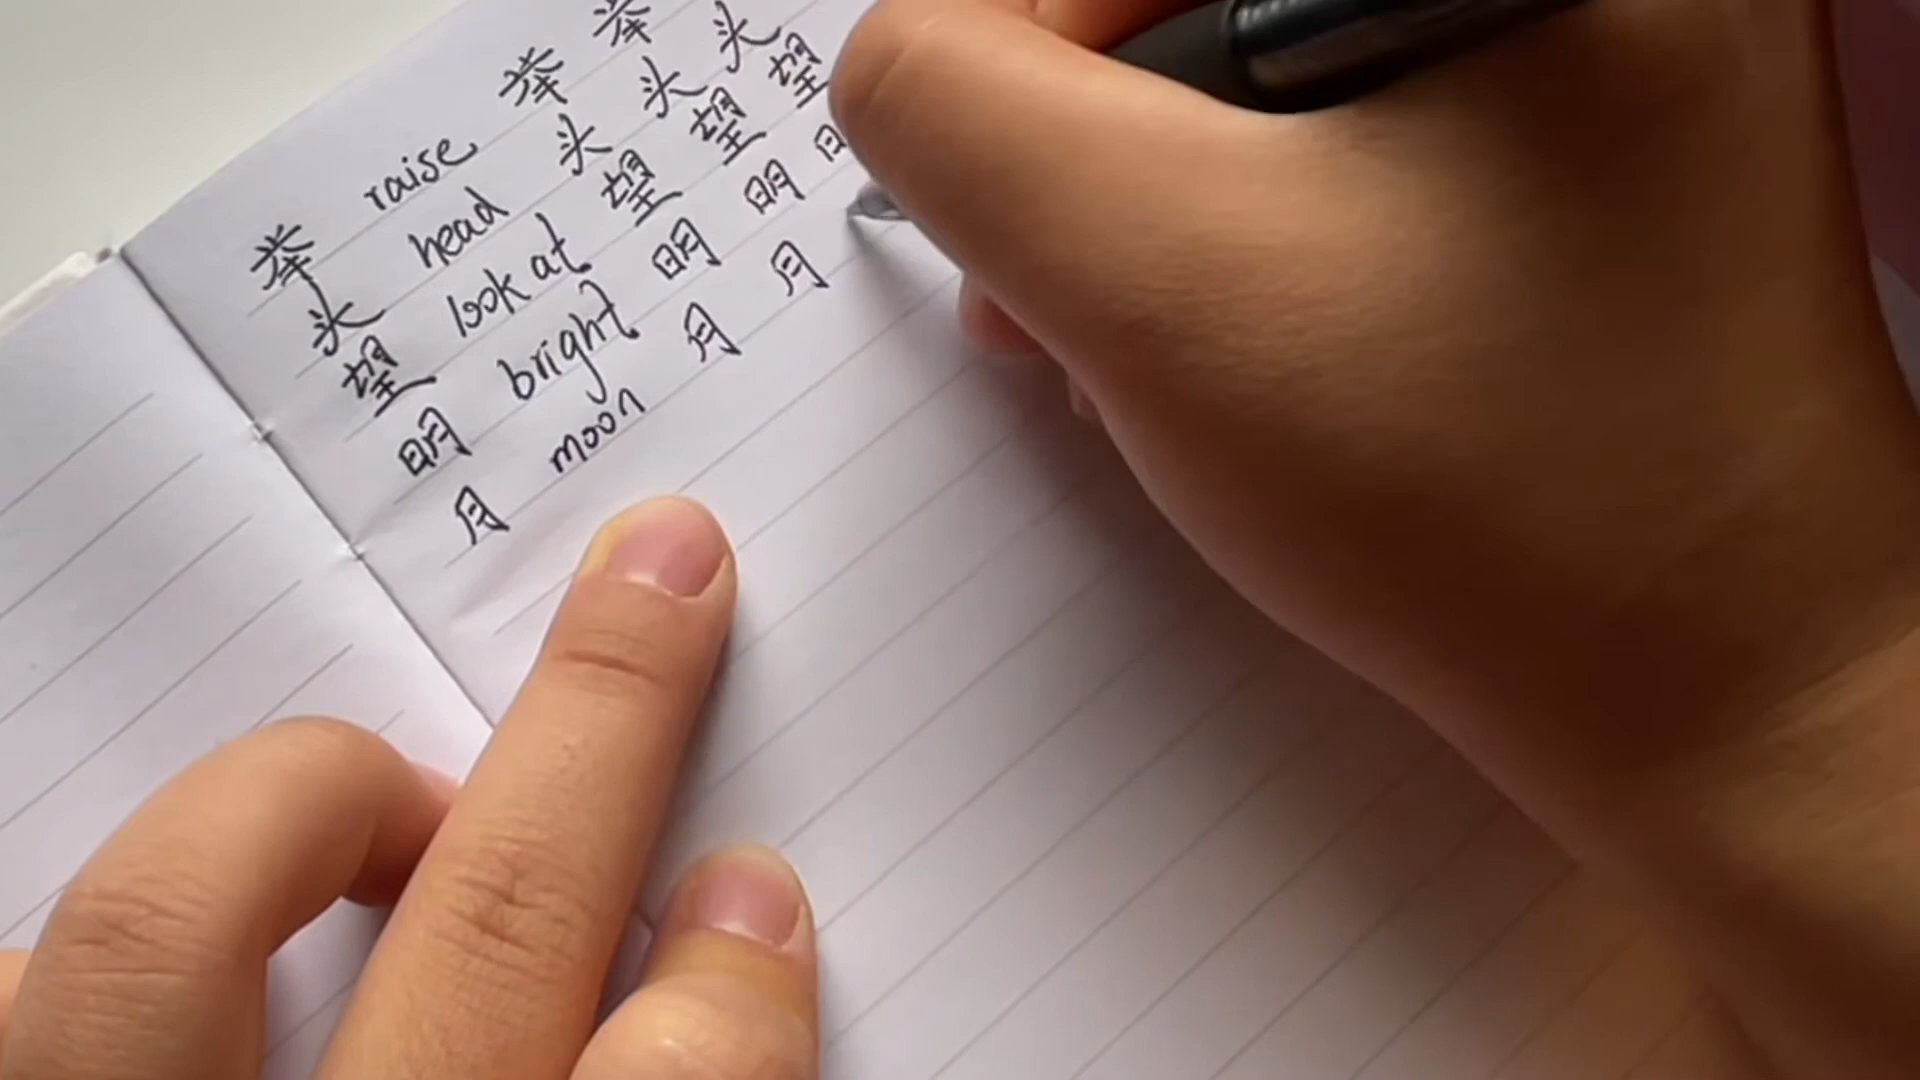 举 raise 举 举
头 head 头 头 头
望 look at 望 望 望
明 bright 明 明 日
月 moon 月 月